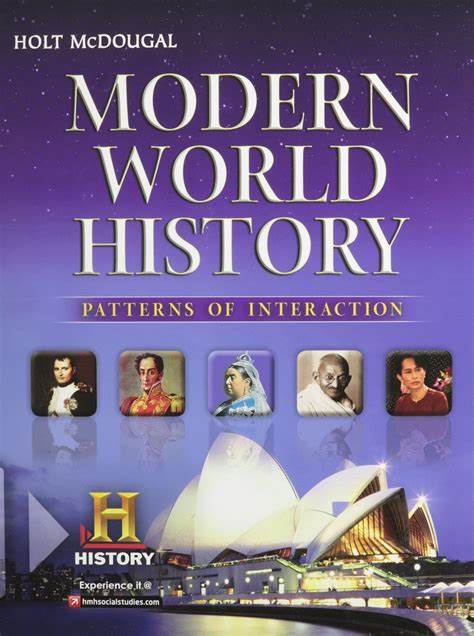 HOLT McDOUGAL
MODERN
WORLD
HISTORY
PATTERNS OF INTERACTION
H
HISTORY
Experience it @
hmhsocialstudies.com